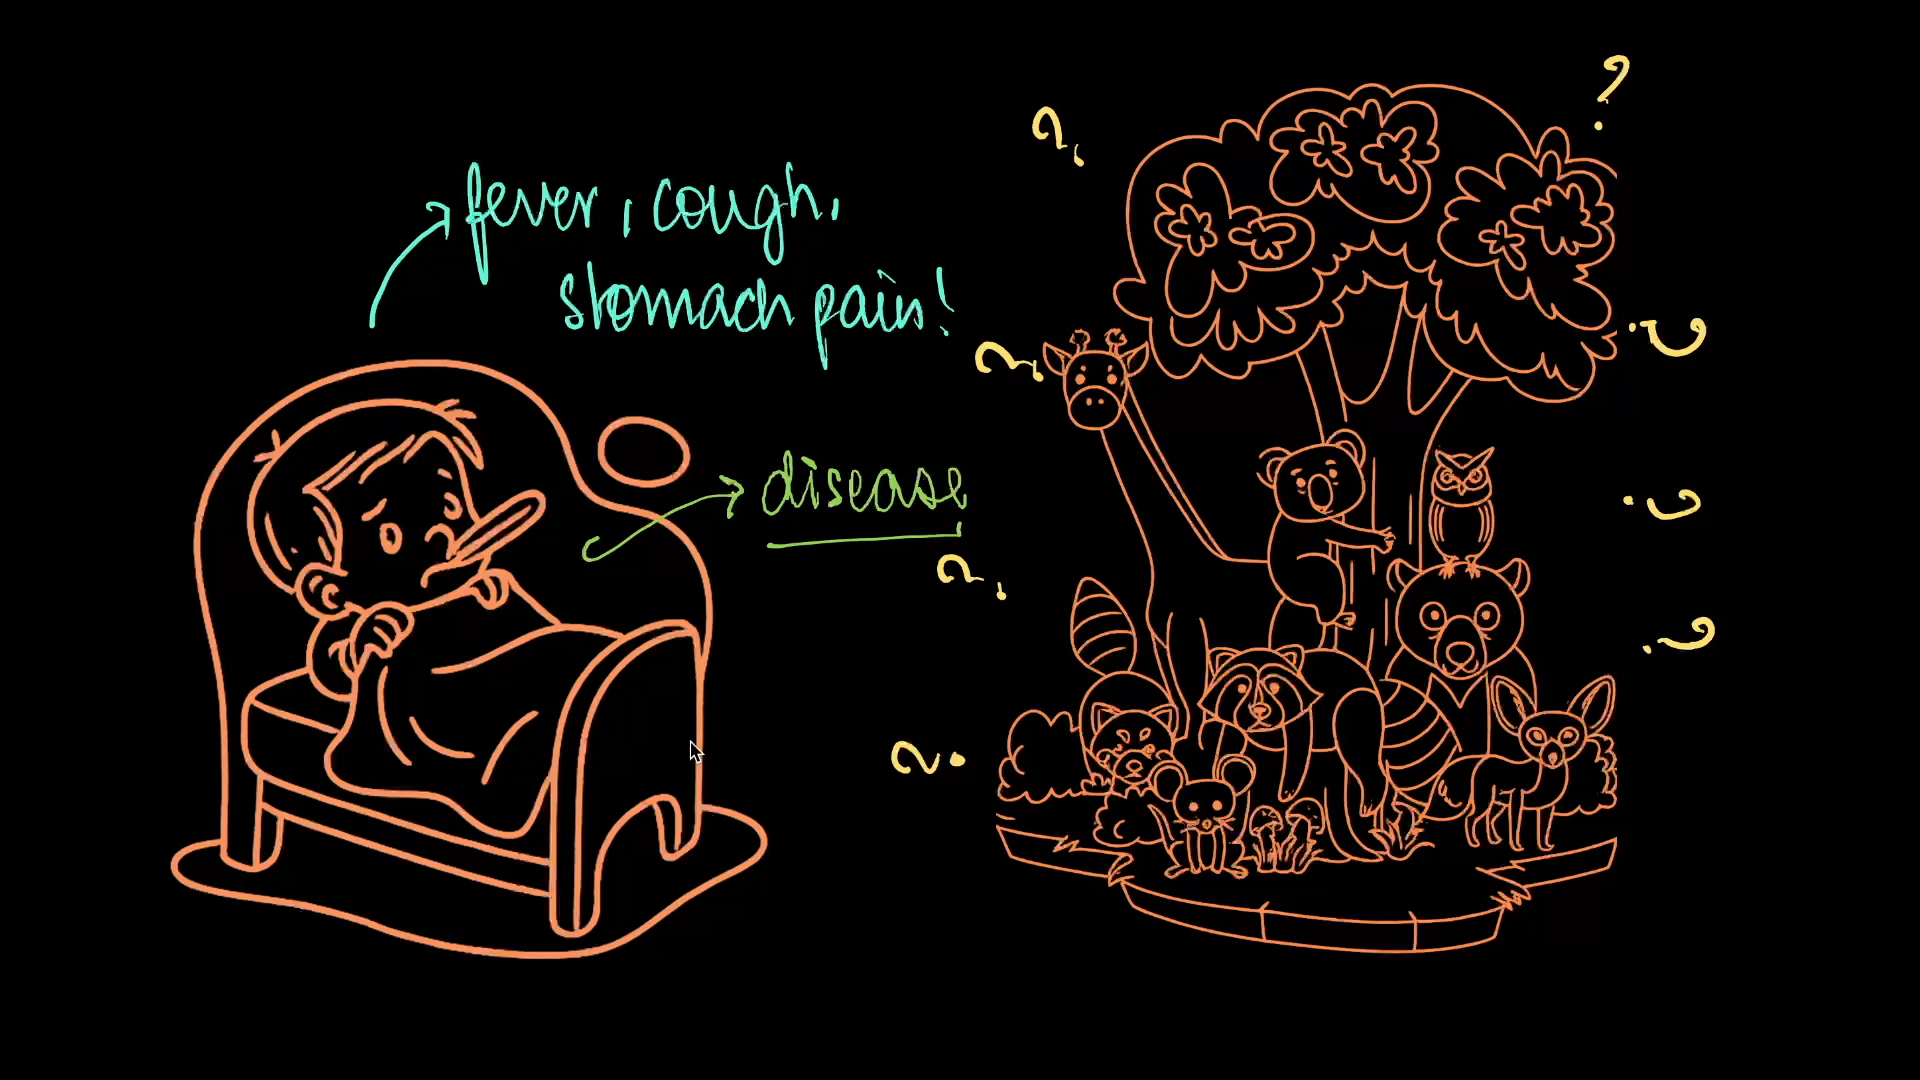 fever, cough,
stomach pain!
disease
?
?
?
?
?
?
?
?